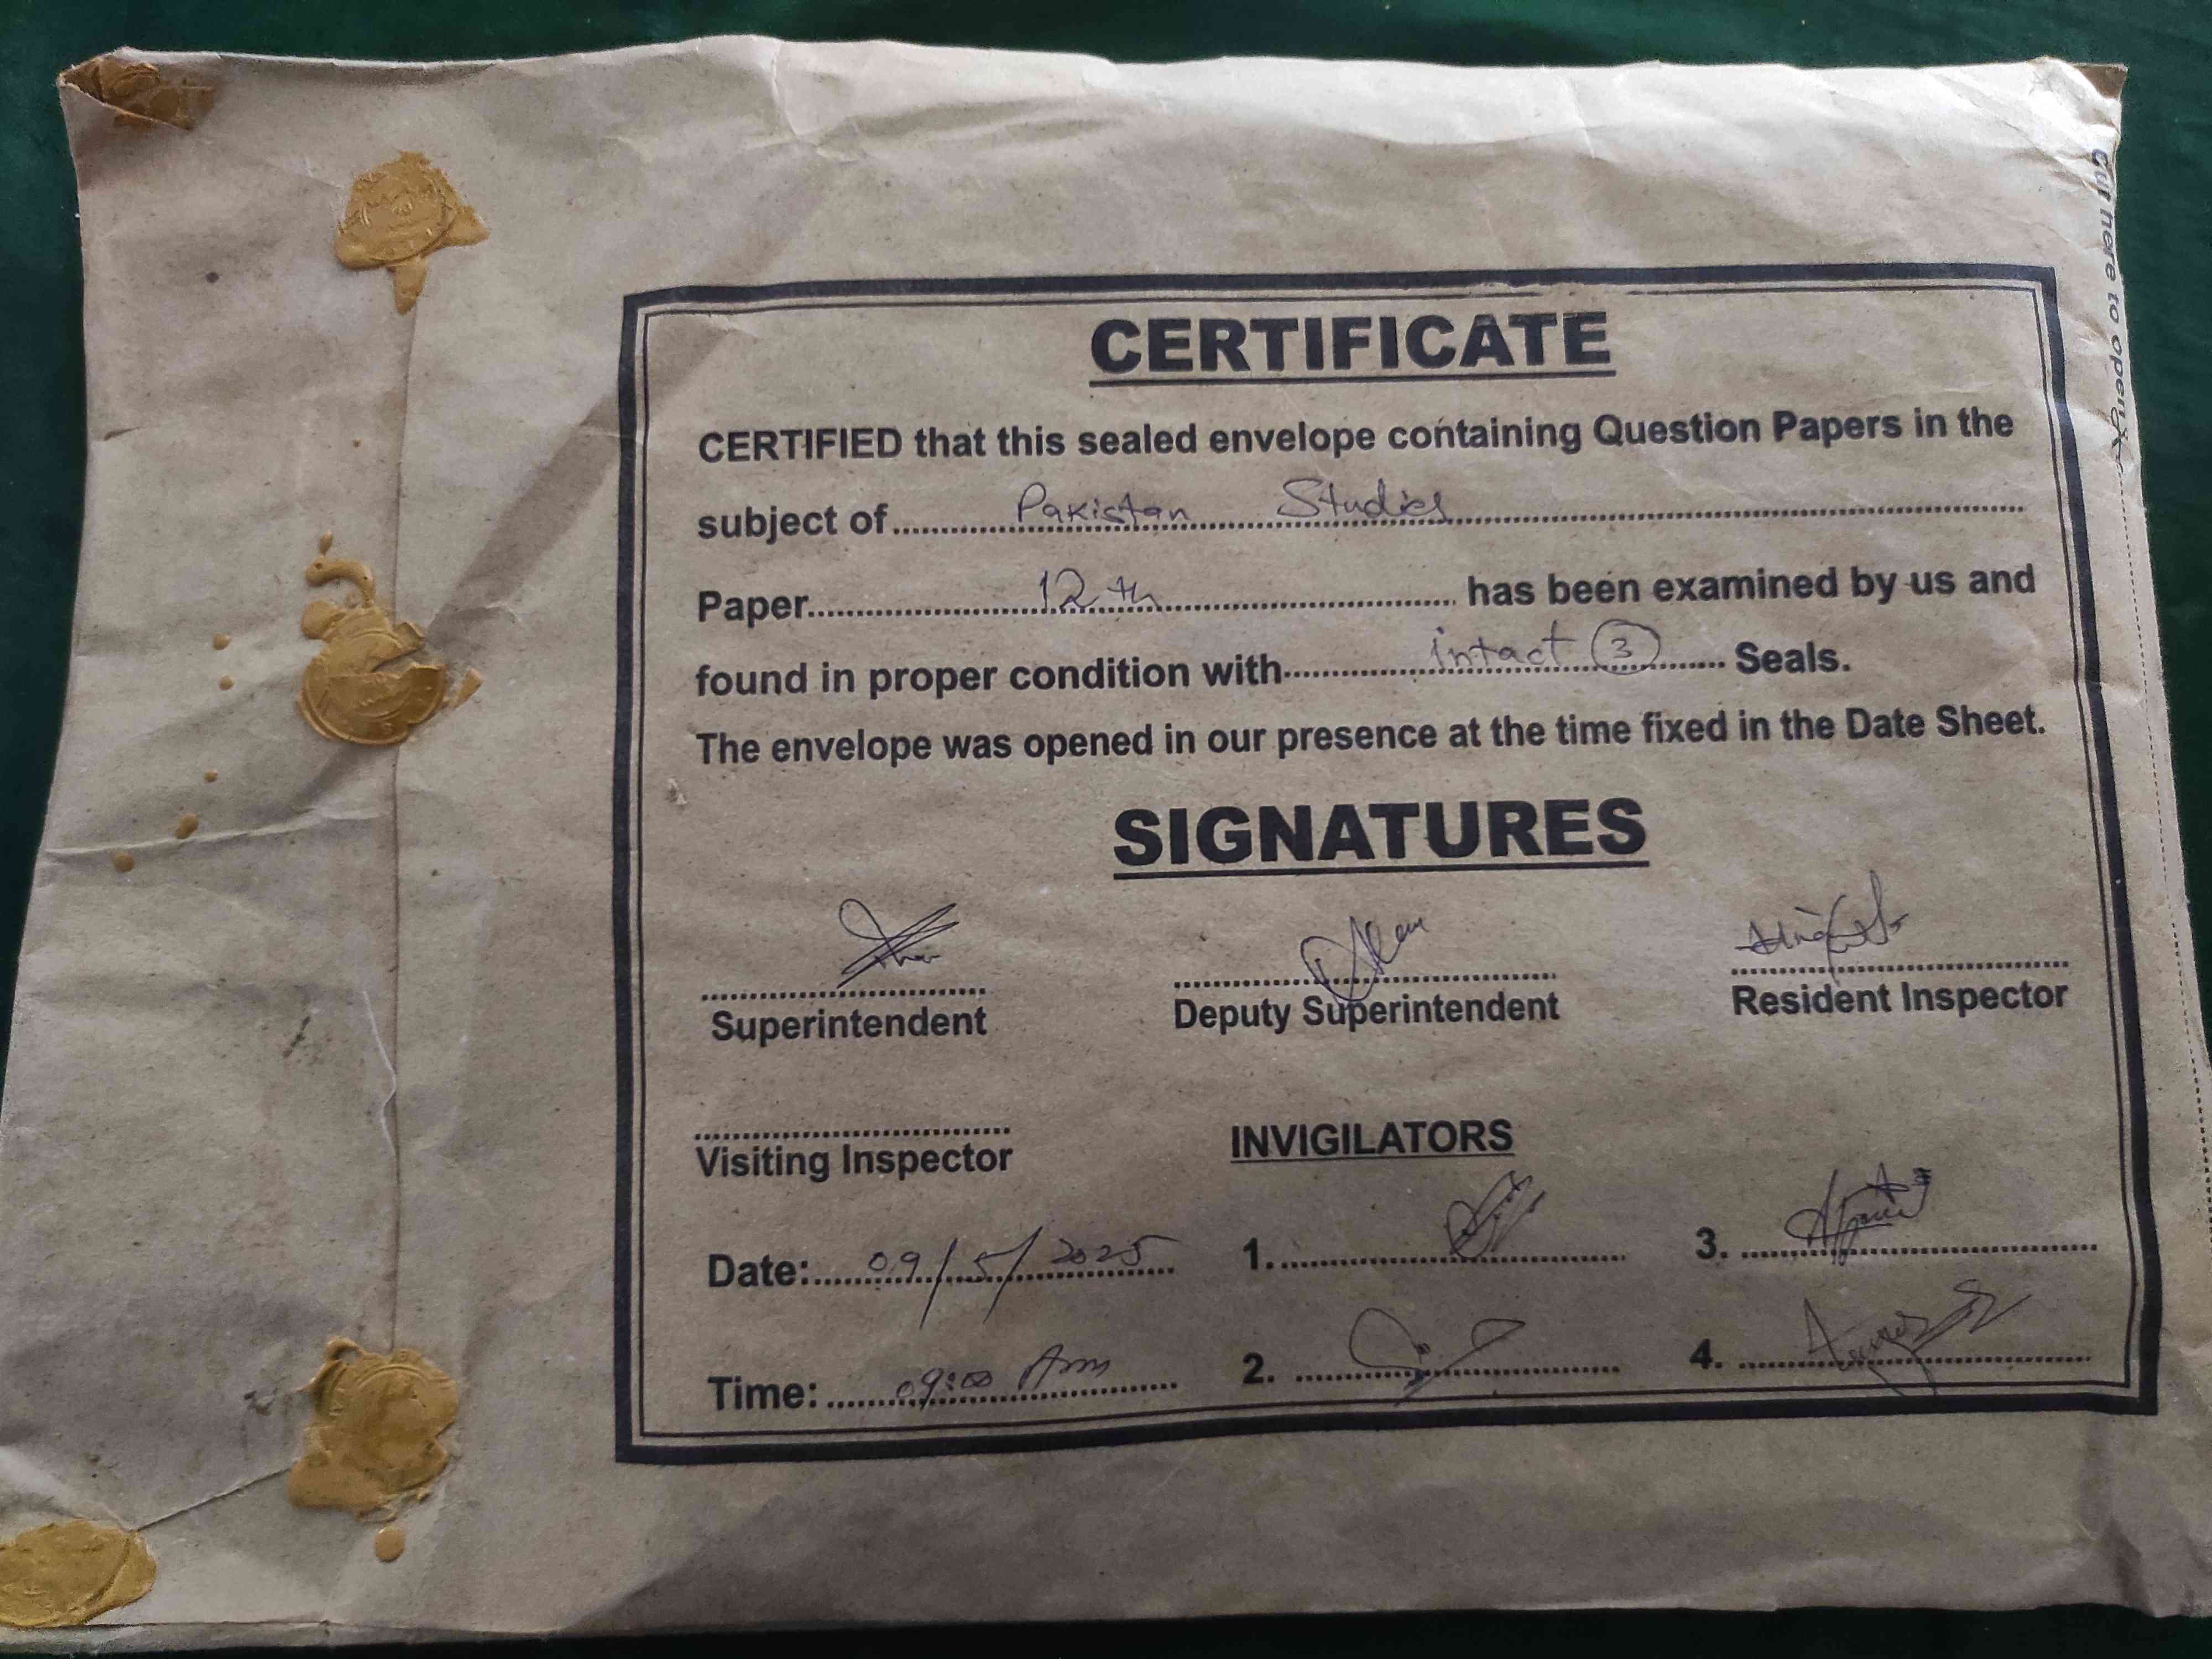 CERTIFICATE
CERTIFIED that this sealed envelope containing Question Papers in the
subject of Pakistan Studies
Paper 12th has been examined by us and
found in proper condition with intact 3 Seals.
The envelope was opened in our presence at the time fixed in the Date Sheet.
SIGNATURES
Superintendent
Deputy Superintendent
Resident Inspector
Visiting Inspector
INVIGILATORS
Date: 09/5/2025
1.
3.
Time: 09:00 Am
2.
4.
Cut here to open